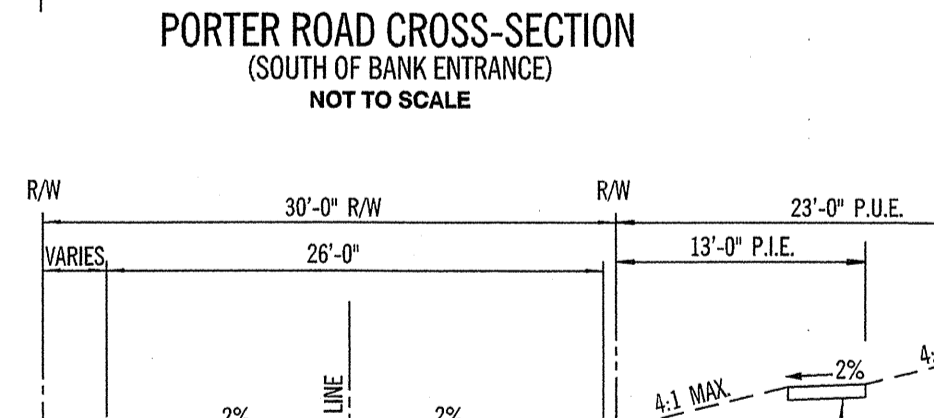 PORTER ROAD CROSS-SECTION
(SOUTH OF BANK ENTRANCE)
NOT TO SCALE
R/W R/W
30'-0" R/W 23'-0" P.U.E.
VARIES 26'-0" 13'-0" P.I.E.
2% 4:
4:1 MAX.
LINE
2% 2%